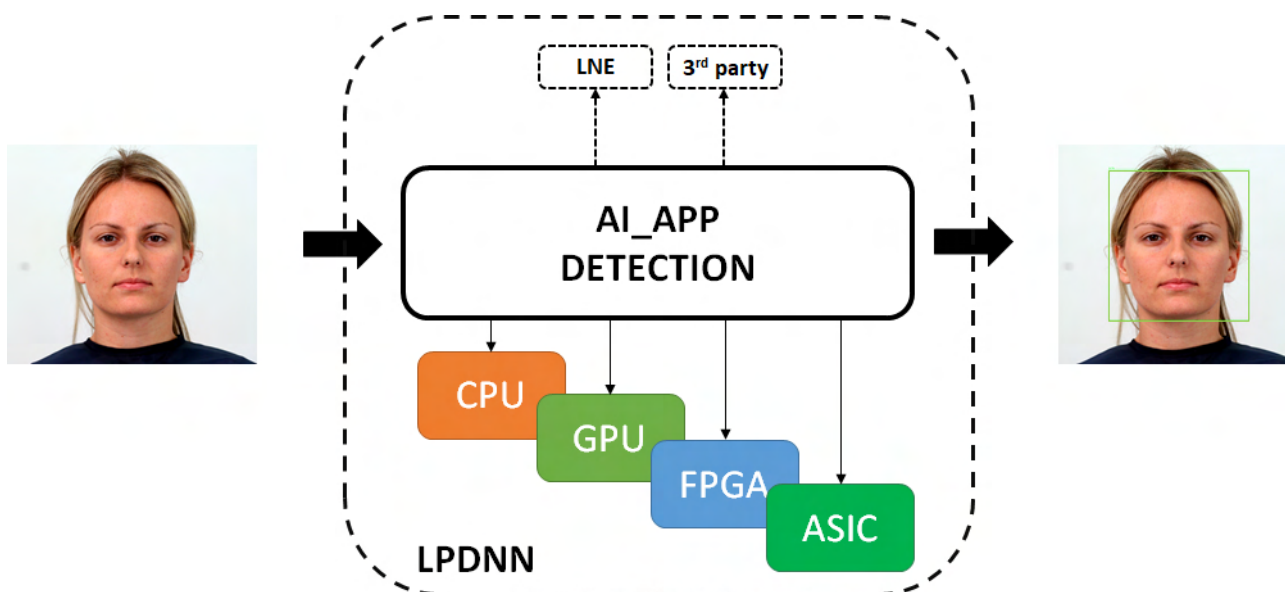 LNE
3rd party
AI_APP
DETECTION
CPU
GPU
FPGA
ASIC
LPDNN